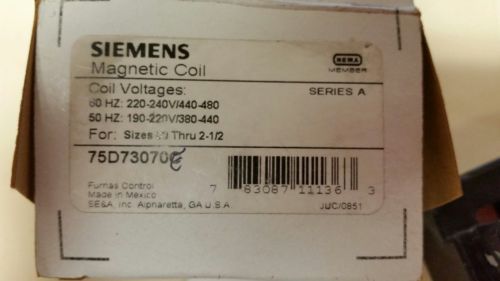 SIEMENS
Magnetic Coil
NEMA
MEMBER
Coil Voltages:
SERIES A
60 HZ: 220-240V/440-480
50 HZ: 190-220V/380-440
For: Sizes Thru 2-1/2
75D73070E
7 83087 11136 3
Furnas Control
Made in Mexico
SE&A, Inc. Alpharetta, GA U.S.A.
JUC/0851